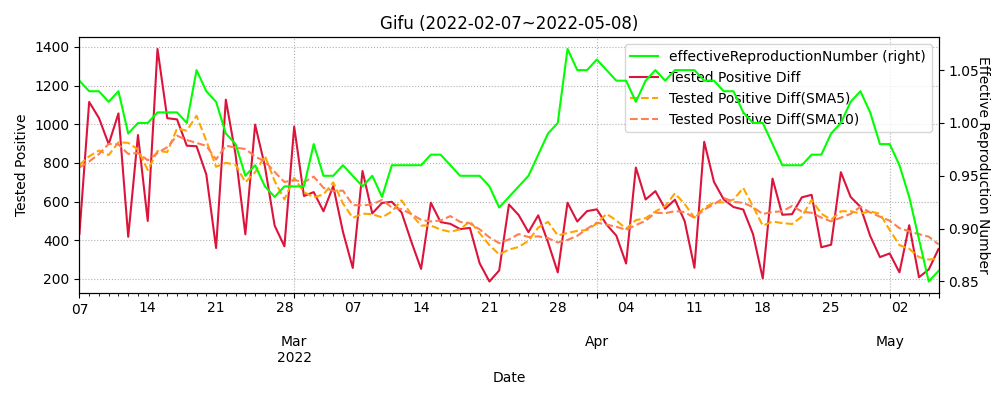 Gifu (2022-02-07~2022-05-08)
effectiveReproductionNumber (right)
Tested Positive Diff
Tested Positive Diff(SMA5)
Tested Positive Diff(SMA10)
Tested Positive
1400
1200
1000
800
600
400
200
Effective Reproduction Number
1.05
1.00
0.95
0.90
0.85
07 14 21 28 07 14 21 28 04 11 18 25 02
Mar Apr May
2022
Date